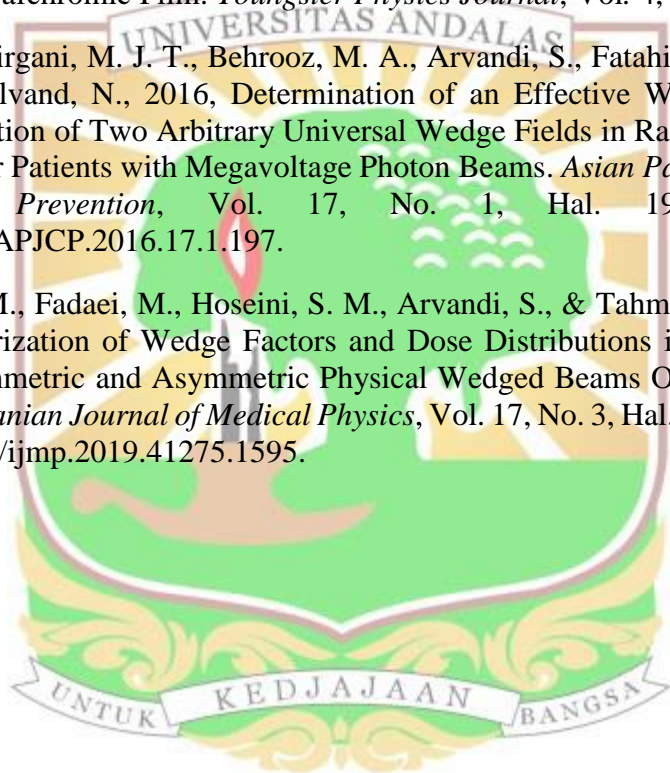 afchromic Film. Youngster Physics Journal, Vol. 4,
UNIVERSITAS ANDALAS
irgani, M. J. T., Behrooz, M. A., Arvandi, S., Fatahi
lvand, N., 2016, Determination of an Effective W
tion of Two Arbitrary Universal Wedge Fields in Ra
r Patients with Megavoltage Photon Beams. Asian Pa
Prevention, Vol. 17, No. 1, Hal. 19
APJCP.2016.17.1.197.
M., Fadaei, M., Hoseini, S. M., Arvandi, S., & Tahm
rization of Wedge Factors and Dose Distributions i
nmetric and Asymmetric Physical Wedged Beams O
anian Journal of Medical Physics, Vol. 17, No. 3, Hal.
/ijmp.2019.41275.1595.
UNTUK KEDJAJAAN BANGSA